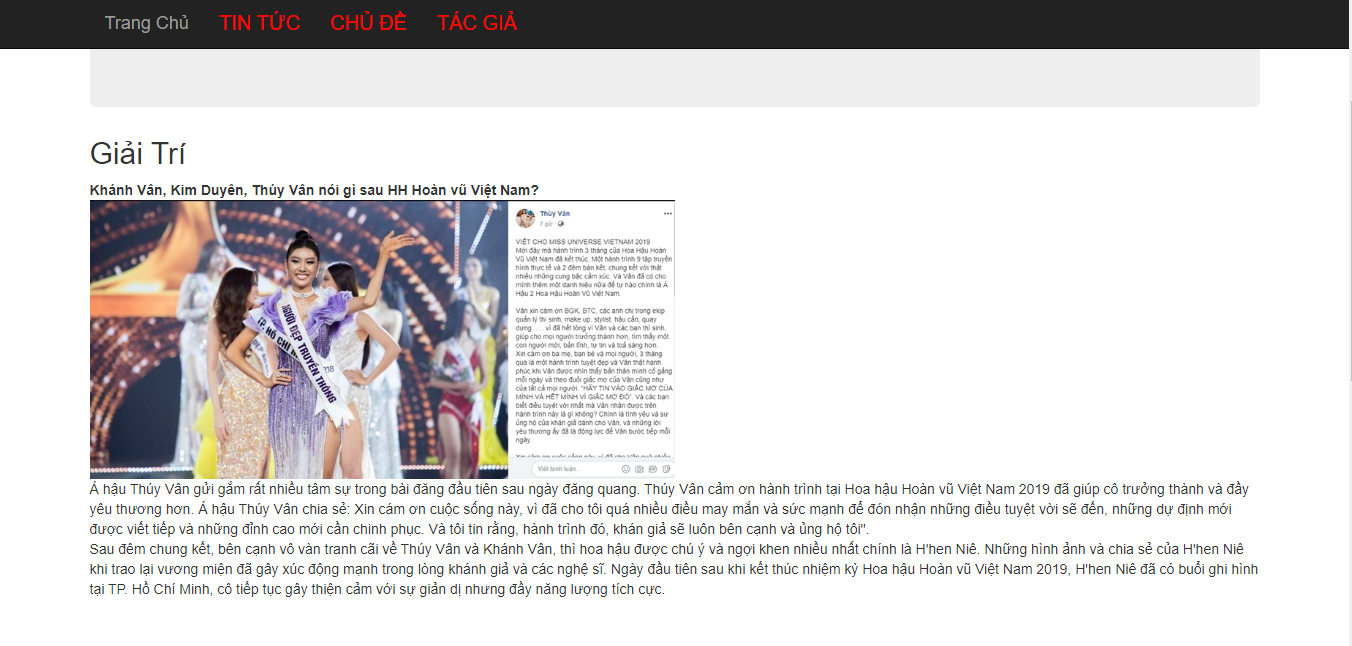 Trang Chủ TIN TỨC CHỦ ĐỀ TÁC GIẢ
Giải Trí
Khánh Vân, Kim Duyên, Thúy Vân nói gì sau HH Hoàn vũ Việt Nam?
NGƯỜI ĐẸP TRUYỀN THÔNG
TP. HỒ CHÍ MINH
Thúy Vân
7 giờ
VIẾT CHO MISS UNIVERSE VIETNAM 2019
Mới đây mà hành trình 3 tháng của Hoa Hậu Hoàn
Vũ Việt Nam đã kết thúc. Một hành trình 9 tập truyền
hình thực tế và 2 đêm bán kết, chung kết với thật
nhiều những cung bậc cảm xúc. Và Vân đã có cho
mình thêm một danh hiệu nữa để tự hào chính là Á
Hậu 2 Hoa Hậu Hoàn Vũ Việt Nam.
Vân xin cảm ơn BGK, BTC, các anh chị trong ekip
quản lý thí sinh, make up, stylist, hậu cần, quay
dựng .... vì đã hết lòng vì Vân và các bạn thí sinh,
giúp cho mọi người trưởng thành hơn, tìm thấy một
con người mới, bản lĩnh, tự tin và toả sáng hơn.
Xin cảm ơn ba mẹ, bạn bè và mọi người, 3 tháng
qua là một hành trình tuyệt đẹp và Vân thật hạnh
phúc khi Vân được nhìn thấy bản thân mình cố gắng
mỗi ngày và theo đuổi giấc mơ của Vân cũng như
của tất cả mọi người. "HÃY TIN VÀO GIẤC MƠ CỦA
MÌNH VÀ HẾT MÌNH VÌ GIẤC MƠ ĐÓ". Và các bạn
biết điều tuyệt vời nhất mà Vân nhận được trên
hành trình này là gì không? Chính là tình yêu và sự
ủng hộ của khán giả dành cho Vân, và những lời
yêu thương ấy đã là động lực để Vân bước tiếp mỗi
ngày.
Xin cảm ơn cuộc sống này, vì đã cho Vân quá nhiều
Viết bình luận...
Á hậu Thúy Vân gửi gắm rất nhiều tâm sự trong bài đăng đầu tiên sau ngày đăng quang. Thúy Vân cảm ơn hành trình tại Hoa hậu Hoàn vũ Việt Nam 2019 đã giúp cô trưởng thành và đầy
yêu thương hơn. Á hậu Thúy Vân chia sẻ: Xin cám ơn cuộc sống này, vì đã cho tôi quá nhiều điều may mắn và sức mạnh để đón nhận những điều tuyệt vời sẽ đến, những dự định mới
được viết tiếp và những đỉnh cao mới cần chinh phục. Và tôi tin rằng, hành trình đó, khán giả sẽ luôn bên cạnh và ủng hộ tôi".
Sau đêm chung kết, bên cạnh vô vàn tranh cãi về Thúy Vân và Khánh Vân, thì hoa hậu được chú ý và ngợi khen nhiều nhất chính là H'hen Niê. Những hình ảnh và chia sẻ của H'hen Niê
khi trao lại vương miện đã gây xúc động mạnh trong lòng khánh giả và các nghệ sĩ. Ngày đầu tiên sau khi kết thúc nhiệm kỳ Hoa hậu Hoàn vũ Việt Nam 2019, H'hen Niê đã có buổi ghi hình
tại TP. Hồ Chí Minh, cô tiếp tục gây thiện cảm với sự giản dị nhưng đầy năng lượng tích cực.